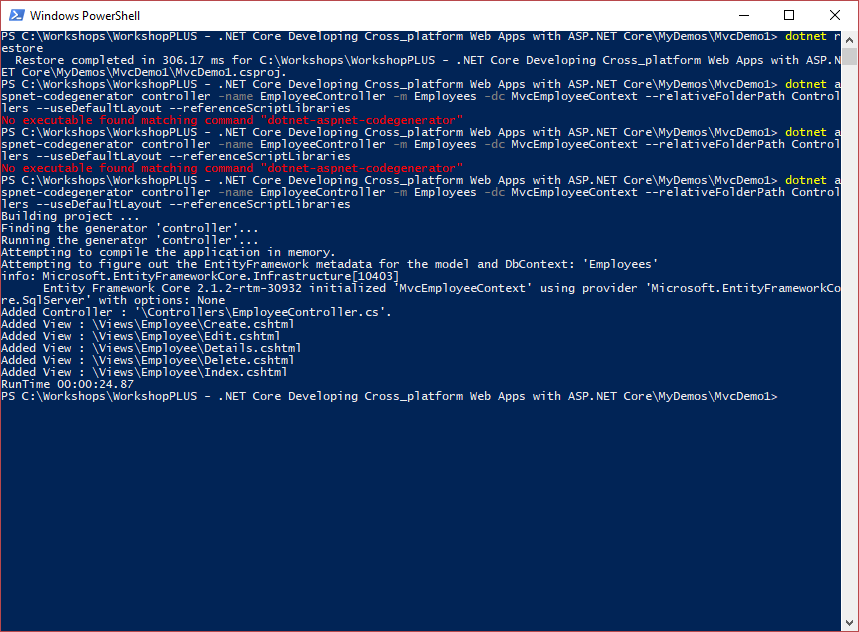 Windows PowerShell
PS C:\Workshops\WorkshopPLUS - .NET Core Developing Cross_platform Web Apps with ASP.NET Core\MyDemos\MvcDemo1> dotnet r
estore
  Restore completed in 306.17 ms for C:\Workshops\WorkshopPLUS - .NET Core Developing Cross_platform Web Apps with ASP.N
ET Core\MyDemos\MvcDemo1\MvcDemo1.csproj.
PS C:\Workshops\WorkshopPLUS - .NET Core Developing Cross_platform Web Apps with ASP.NET Core\MyDemos\MvcDemo1> dotnet a
spnet-codegenerator controller -name EmployeeController -m Employees -dc MvcEmployeeContext --relativeFolderPath Control
lers --useDefaultLayout --referenceScriptLibraries
No executable found matching command "dotnet-aspnet-codegenerator"
PS C:\Workshops\WorkshopPLUS - .NET Core Developing Cross_platform Web Apps with ASP.NET Core\MyDemos\MvcDemo1> dotnet a
spnet-codegenerator controller -name EmployeeController -m Employees -dc MvcEmployeeContext --relativeFolderPath Control
lers --useDefaultLayout --referenceScriptLibraries
No executable found matching command "dotnet-aspnet-codegenerator"
PS C:\Workshops\WorkshopPLUS - .NET Core Developing Cross_platform Web Apps with ASP.NET Core\MyDemos\MvcDemo1> dotnet a
spnet-codegenerator controller -name EmployeeController -m Employees -dc MvcEmployeeContext --relativeFolderPath Control
lers --useDefaultLayout --referenceScriptLibraries
Building project ...
Finding the generator 'controller'...
Running the generator 'controller'...
Attempting to compile the application in memory.
Attempting to figure out the EntityFramework metadata for the model and DbContext: 'Employees'
info: Microsoft.EntityFrameworkCore.Infrastructure[10403]
      Entity Framework Core 2.1.2-rtm-30932 initialized 'MvcEmployeeContext' using provider 'Microsoft.EntityFrameworkCo
re.SqlServer' with options: None
Added Controller : '\Controllers\EmployeeController.cs'.
Added View : \Views\Employee\Create.cshtml
Added View : \Views\Employee\Edit.cshtml
Added View : \Views\Employee\Details.cshtml
Added View : \Views\Employee\Delete.cshtml
Added View : \Views\Employee\Index.cshtml
RunTime 00:00:24.87
PS C:\Workshops\WorkshopPLUS - .NET Core Developing Cross_platform Web Apps with ASP.NET Core\MyDemos\MvcDemo1>